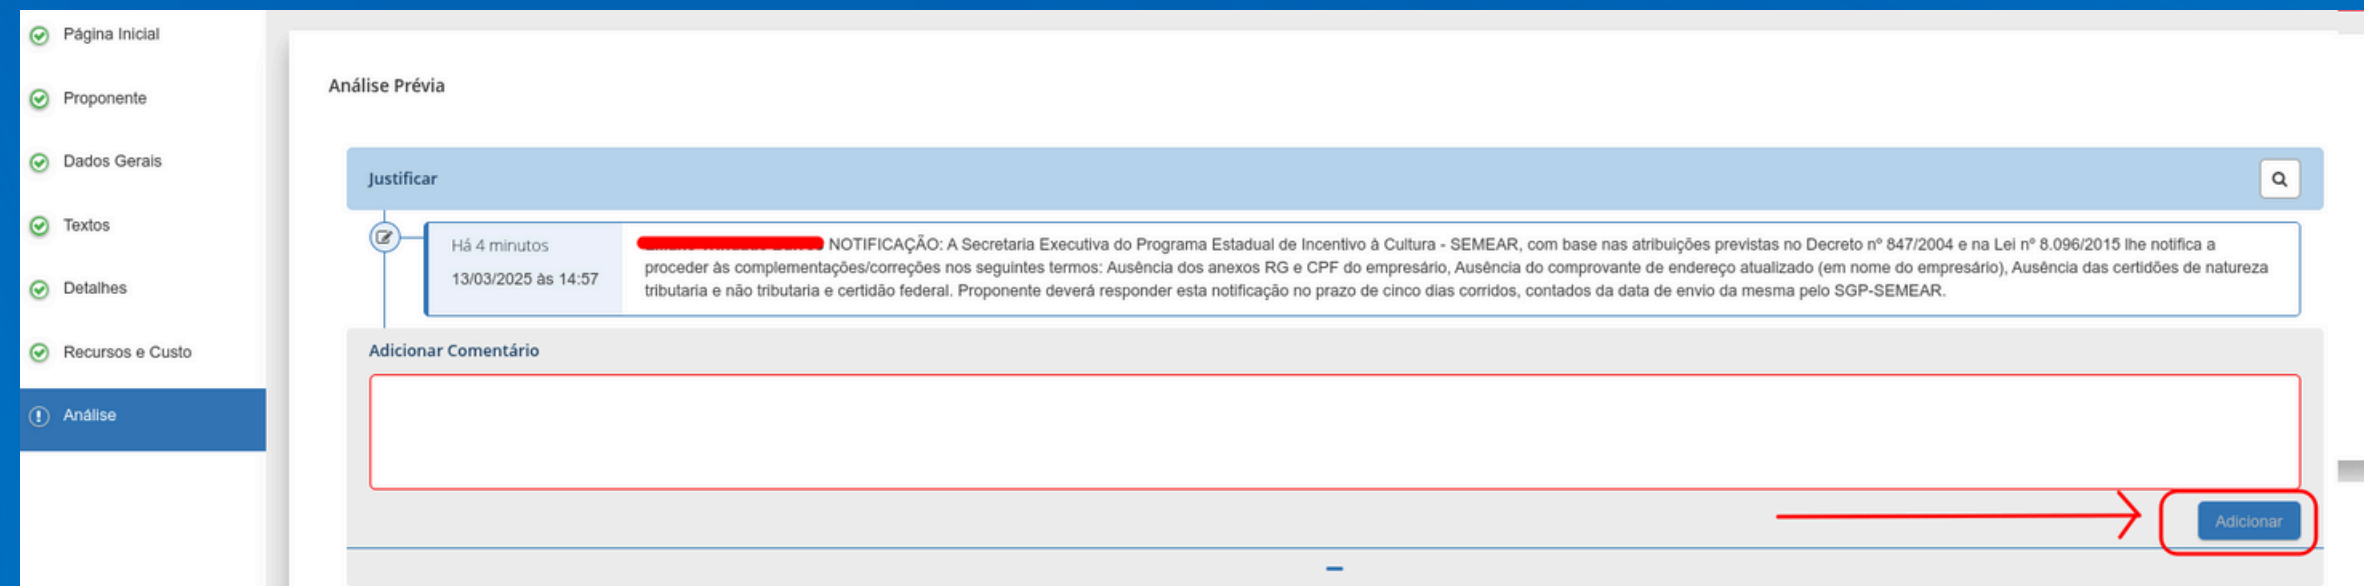 Página Inicial
Proponente
Dados Gerais
Textos
Detalhes
Recursos e Custo
Análise
Análise Prévia
Justificar
Há 4 minutos
13/03/2025 às 14:57
NOTIFICAÇÃO: A Secretaria Executiva do Programa Estadual de Incentivo à Cultura - SEMEAR, com base nas atribuições previstas no Decreto nº 847/2004 e na Lei nº 8.096/2015 lhe notifica a
proceder às complementações/correções nos seguintes termos: Ausência dos anexos RG e CPF do empresário, Ausência do comprovante de endereço atualizado (em nome do empresário), Ausência das certidões de natureza
tributaria e não tributaria e certidão federal. Proponente deverá responder esta notificação no prazo de cinco dias corridos, contados da data de envio da mesma pelo SGP-SEMEAR.
Adicionar Comentário
Adicionar